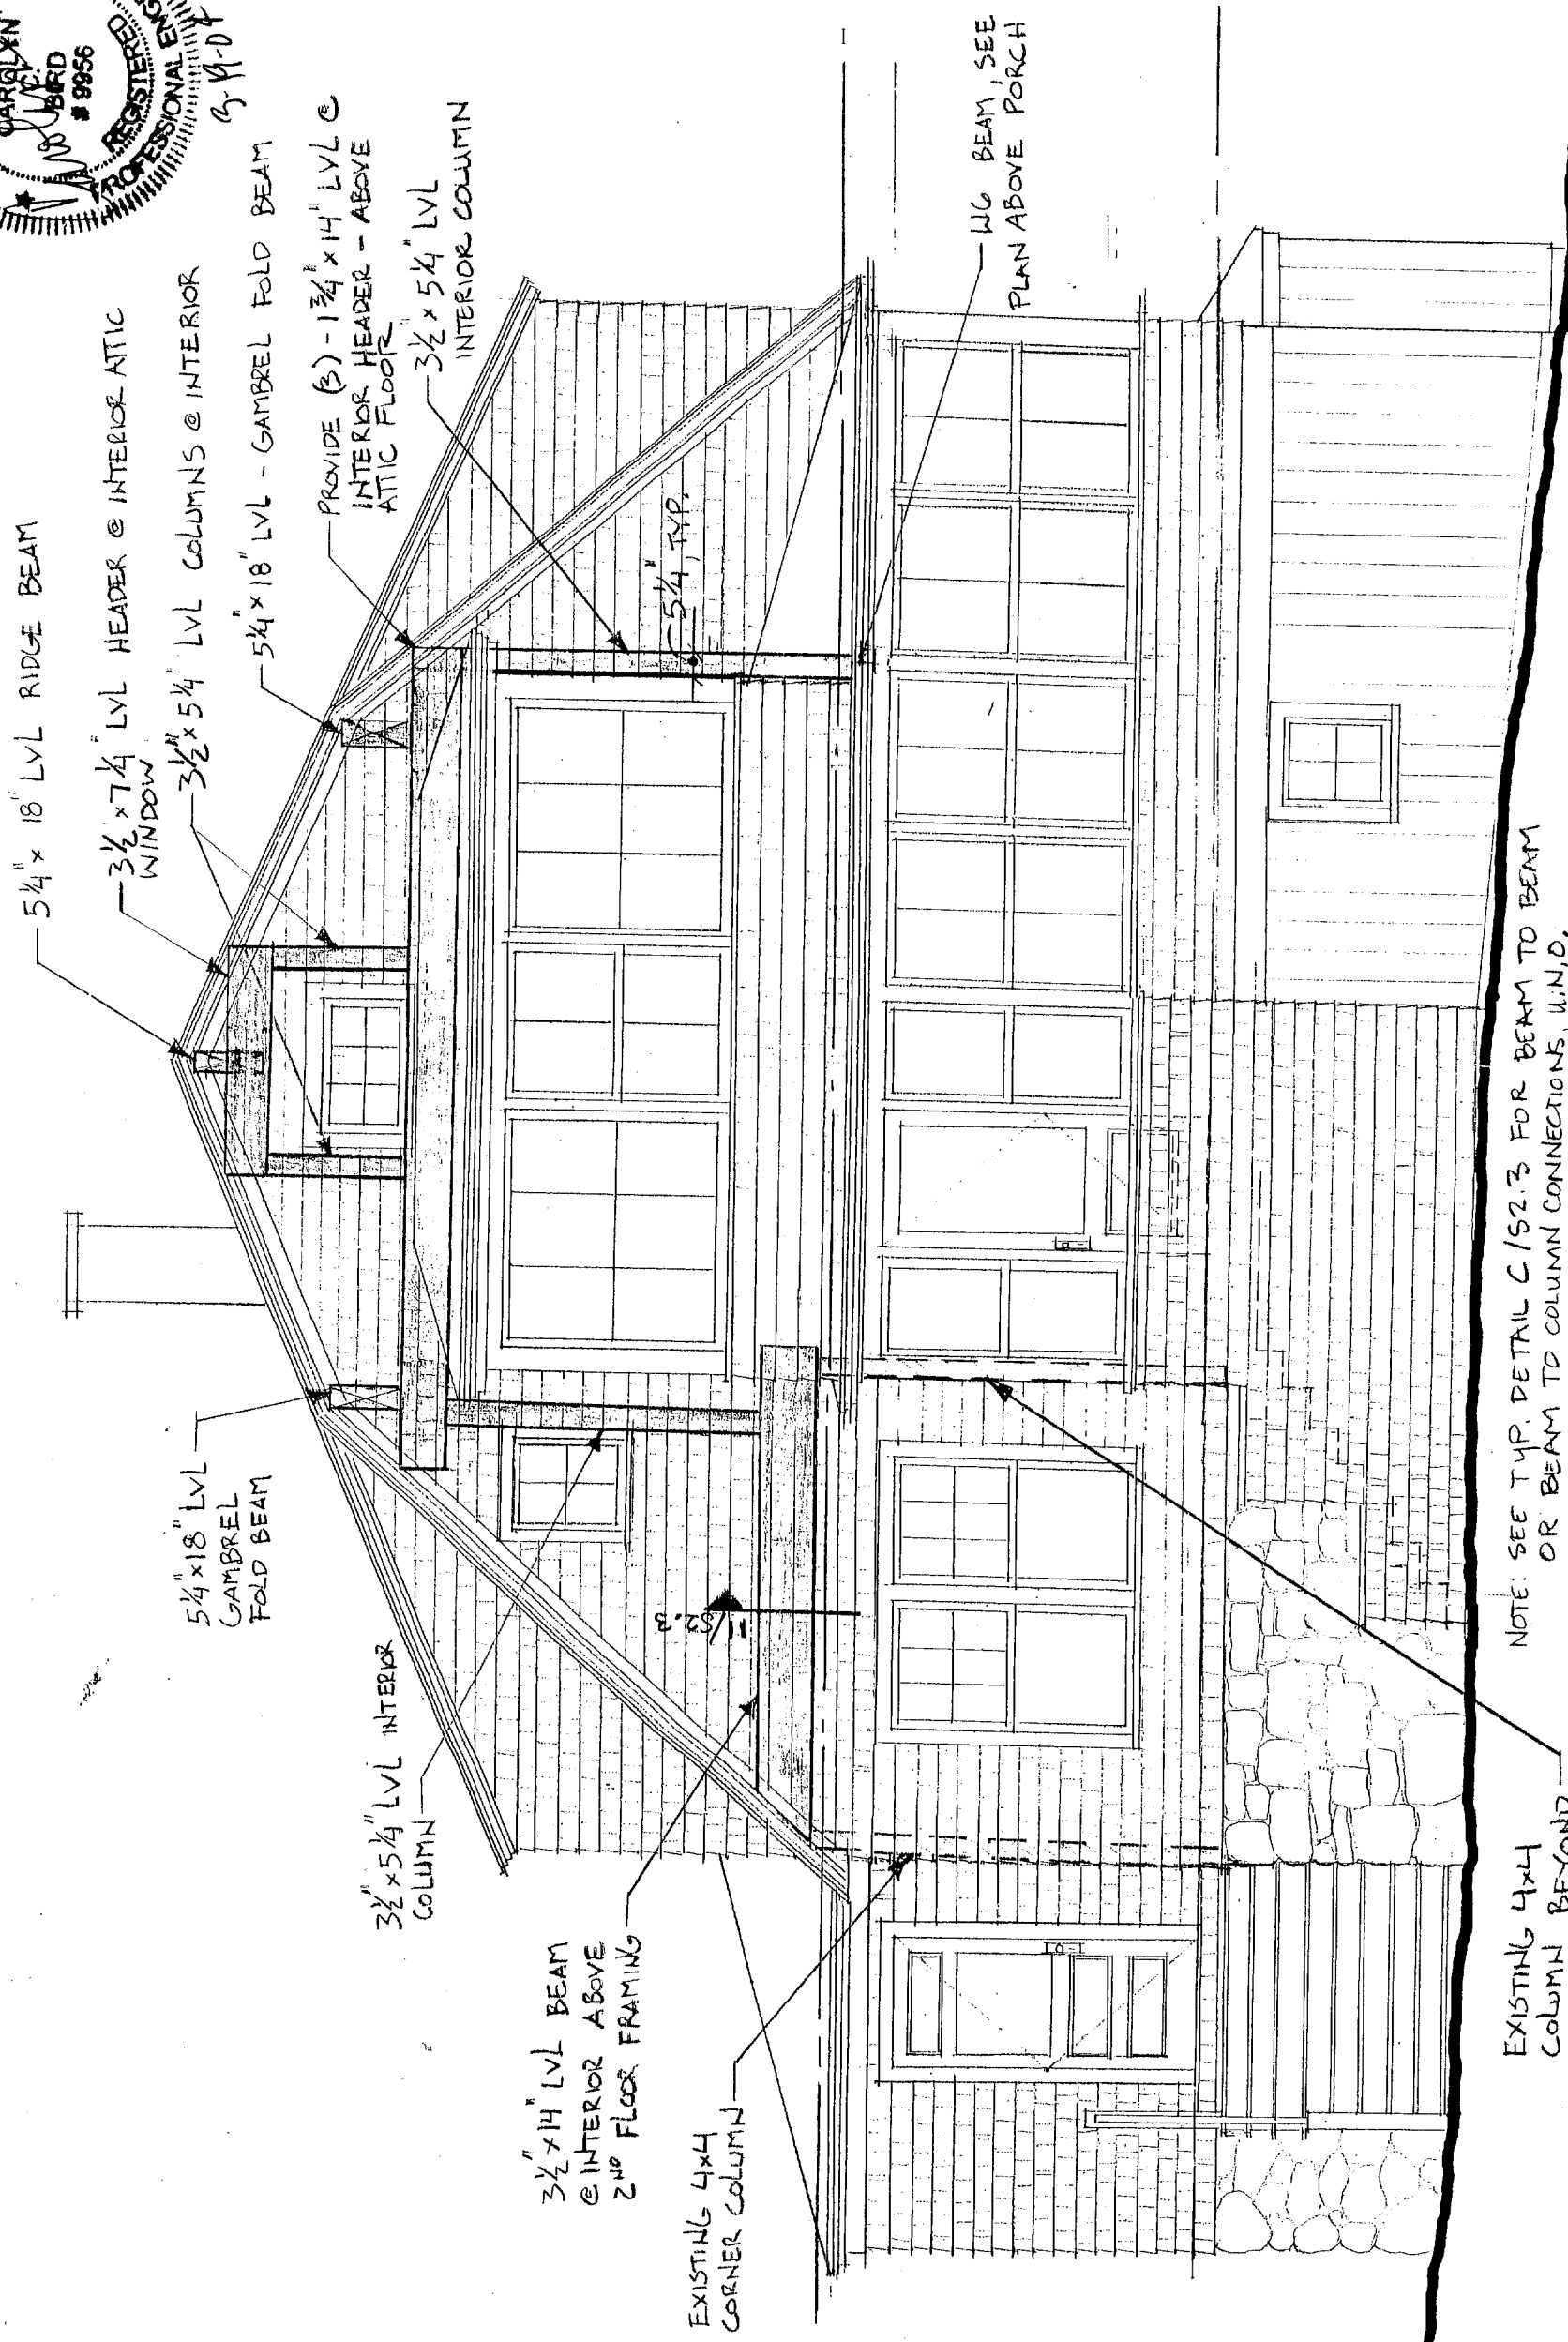 5¼" x 18" LVL RIDGE BEAM
3½" x 7¼" LVL HEADER @ INTERIOR ATTIC
WINDOW
3½" x 5¼" LVL COLUMNS @ INTERIOR
5¼" x 18" LVL - GAMBREL FOLD BEAM
PROVIDE (3) - 1¾" x 14" LVL @
INTERIOR HEADER - ABOVE
ATTIC FLOOR
3½" x 5¼" LVL
INTERIOR COLUMN
5¼" x 18" LVL
GAMBREL
FOLD BEAM
3½" x 5¼" LVL INTERIOR
COLUMN
3½" x 14" LVL BEAM
@ INTERIOR ABOVE
2ND FLOOR FRAMING
EXISTING 4x4
CORNER COLUMN
11/S2.3
5¼", TYP.
W6 BEAM, SEE
PLAN ABOVE PORCH
EXISTING 4x4
COLUMN BEYOND
NOTE: SEE TYP. DETAIL C/S2.3 FOR BEAM TO BEAM
OR BEAM TO COLUMN CONNECTIONS, U.N.O.
CAROLYN
BIRD
# 9956
REGISTERED